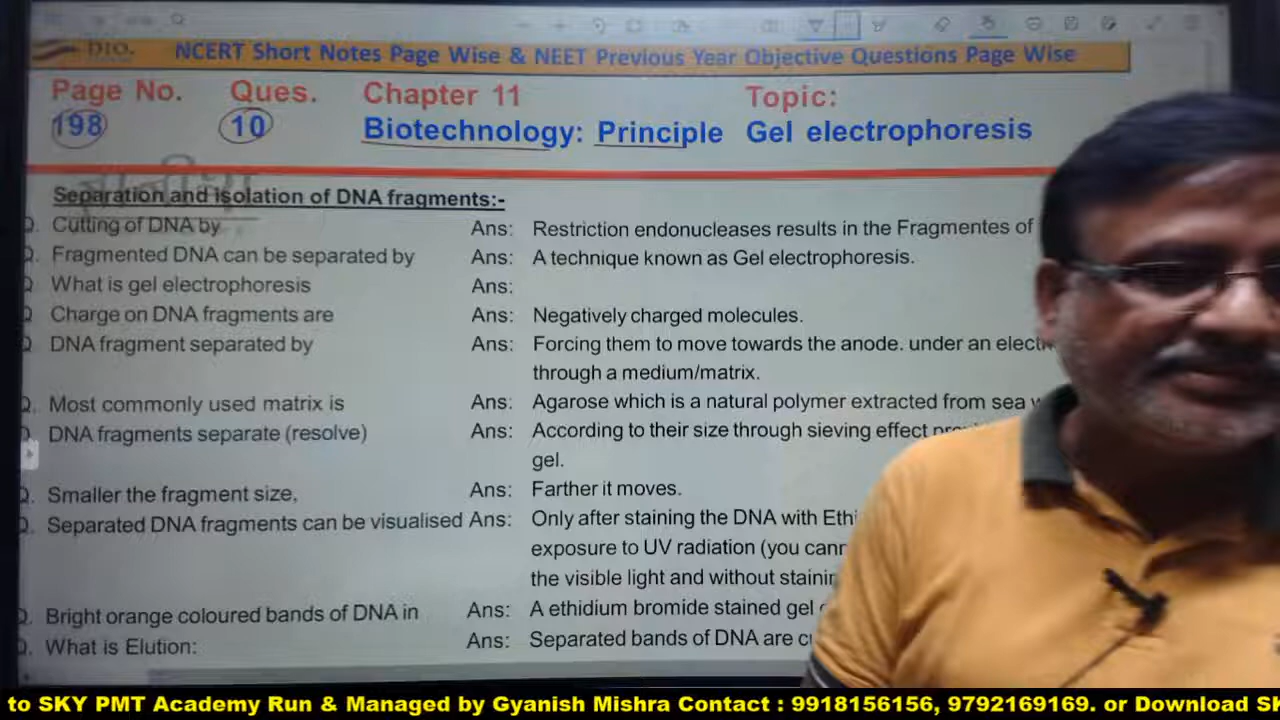 bio.
NCERT Short Notes Page Wise & NEET Previous Year Objective Questions Page Wise
Page No. Ques. Chapter 11 Topic:
198 10 Biotechnology: Principle Gel electrophoresis
Separation and isolation of DNA fragments:-
Q. Cutting of DNA by Ans: Restriction endonucleases results in the Fragmentes of
Q. Fragmented DNA can be separated by Ans: A technique known as Gel electrophoresis.
Q What is gel electrophoresis Ans:
Q Charge on DNA fragments are Ans: Negatively charged molecules.
Q. DNA fragment separated by Ans: Forcing them to move towards the anode. under an
through a medium/matrix.
Q. Most commonly used matrix is Ans: Agarose which is a natural polymer extracted from sea
Q. DNA fragments separate (resolve) Ans: According to their size through sieving effect
gel.
Q. Smaller the fragment size, Ans: Farther it moves.
Q. Separated DNA fragments can be visualised Ans: Only after staining the DNA with
exposure to UV radiation (you
the visible light and without
Q. Bright orange coloured bands of DNA in Ans: A ethidium bromide stained gel
Q. What is Elution: Ans: Separated bands of DNA are
to SKY PMT Academy Run & Managed by Gyanish Mishra Contact : 9918156156, 9792169169. or Download